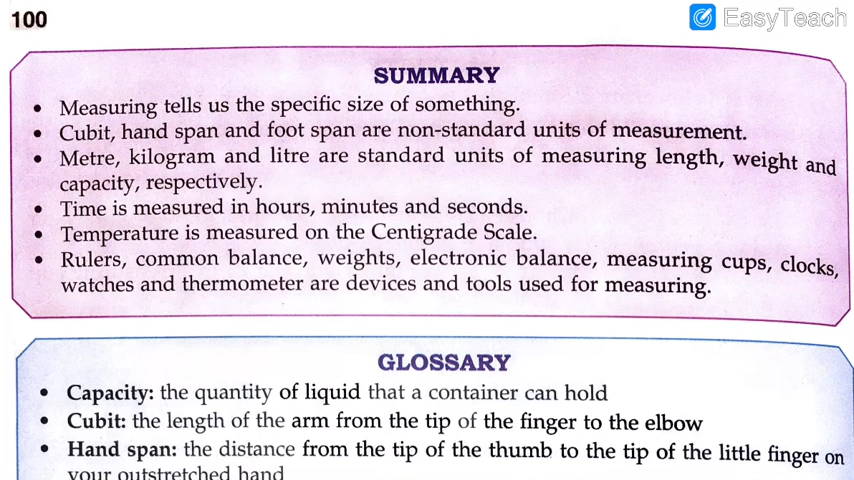 100
EasyTeach
SUMMARY
• Measuring tells us the specific size of something.
• Cubit, hand span and foot span are non-standard units of measurement.
• Metre, kilogram and litre are standard units of measuring length, weight and
capacity, respectively.
• Time is measured in hours, minutes and seconds.
• Temperature is measured on the Centigrade Scale.
• Rulers, common balance, weights, electronic balance, measuring cups, clocks,
watches and thermometer are devices and tools used for measuring.
GLOSSARY
• Capacity: the quantity of liquid that a container can hold
• Cubit: the length of the arm from the tip of the finger to the elbow
• Hand span: the distance from the tip of the thumb to the tip of the little finger on
your outstretched hand